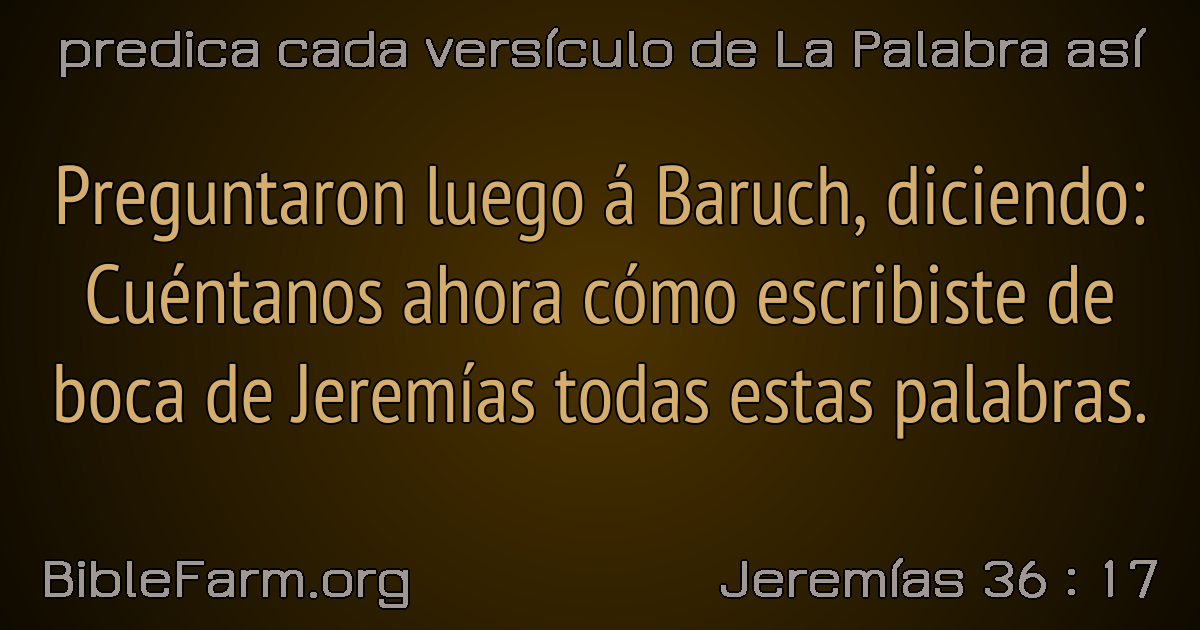 predica cada versículo de La Palabra así
Preguntaron luego á Baruch, diciendo:
Cuéntanos ahora cómo escribiste de
boca de Jeremías todas estas palabras.
BibleFarm.org
Jeremías 36 : 17